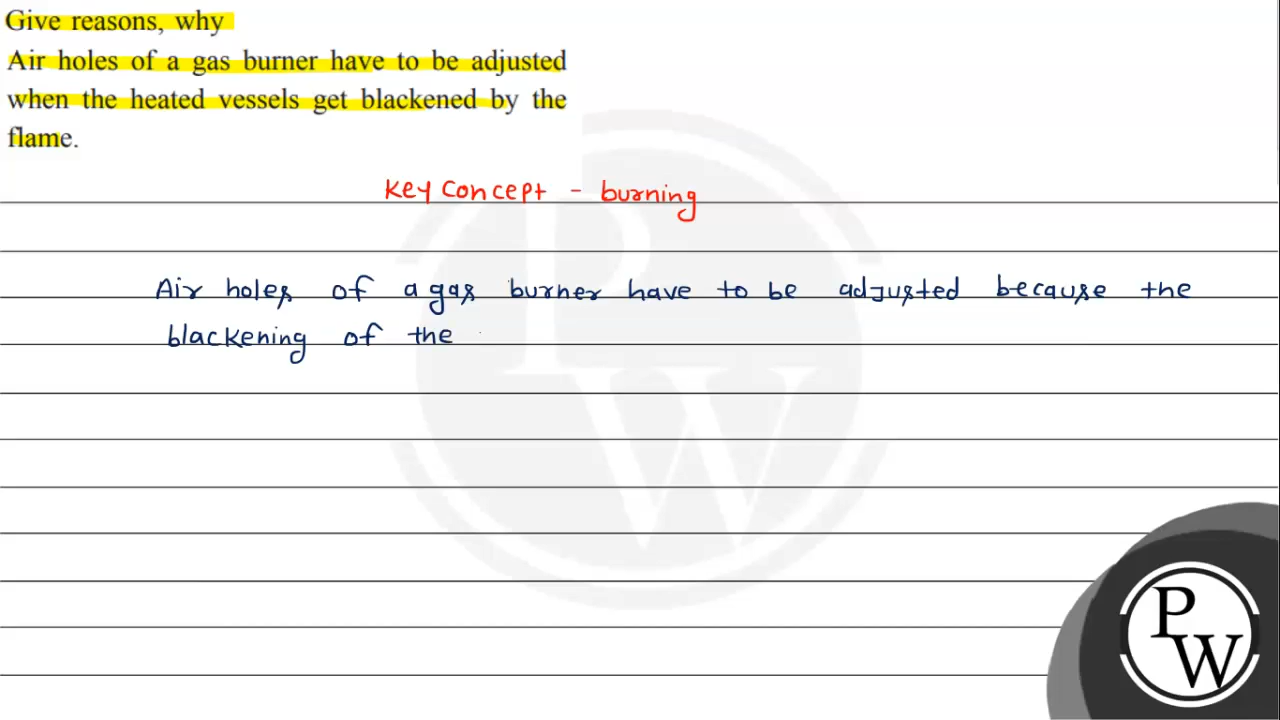 Give reasons, why
Air holes of a gas burner have to be adjusted
when the heated vessels get blackened by the
flame.
Key Concept - burning
Air holes of a gas burner have to be adjusted because the
blackening of the
P
W
P
W